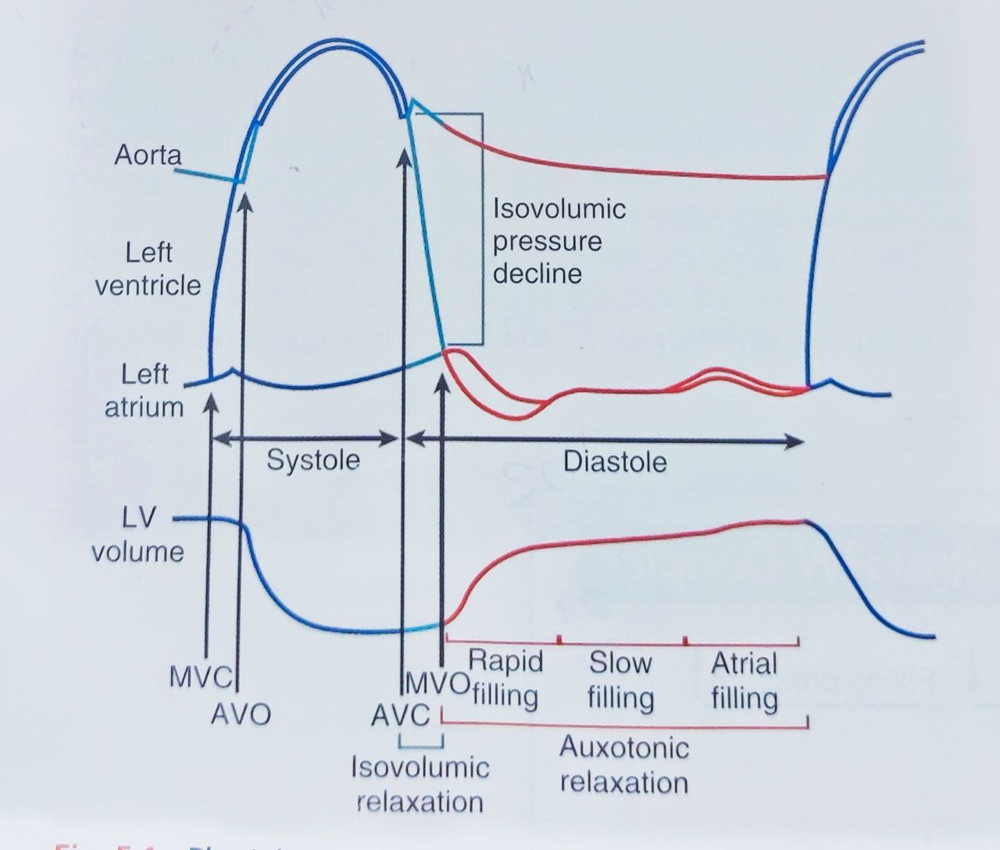 Aorta
Left
ventricle
Isovolumic
pressure
decline
Left
atrium
Systole
Diastole
LV
volume
MVC
AVO
AVC
MVO
Rapid
filling
Slow
filling
Atrial
filling
Isovolumic
relaxation
Auxotonic
relaxation